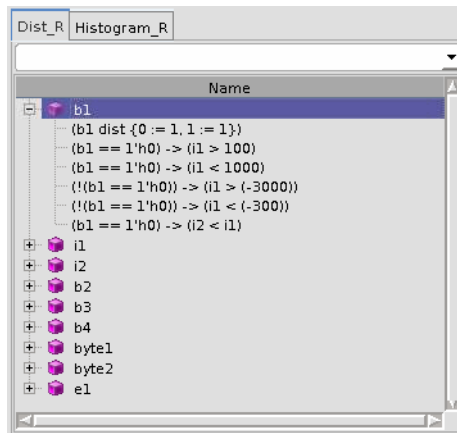 Dist_R Histogram_R
Name
b1
(b1 dist {0 := 1, 1 := 1})
(b1 == 1'h0) -> (i1 > 100)
(b1 == 1'h0) -> (i1 < 1000)
(!(b1 == 1'h0)) -> (i1 > (-3000))
(!(b1 == 1'h0)) -> (i1 < (-300))
(b1 == 1'h0) -> (i2 < i1)
i1
i2
b2
b3
b4
byte1
byte2
e1